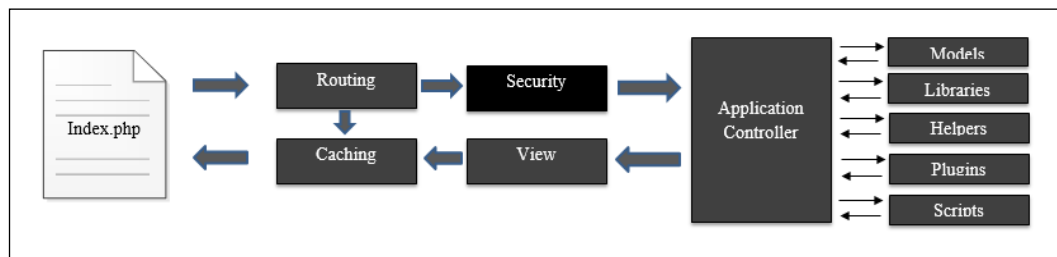 Index.php
Routing
Security
Caching
View
Application
Controller
Models
Libraries
Helpers
Plugins
Scripts